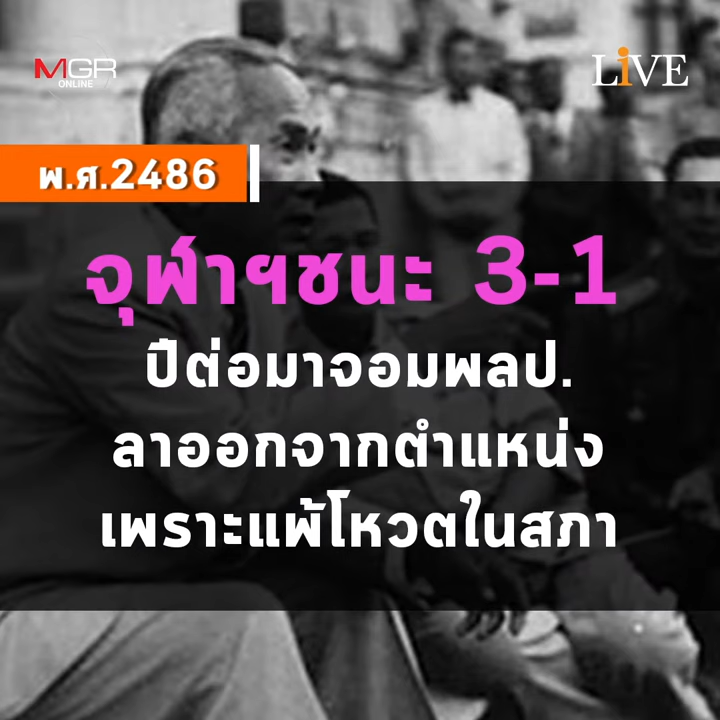 MGR
ONLINE
LiVE
พ.ศ.2486
จุฬาฯชนะ 3-1
ปีต่อมาจอมพลป.
ลาออกจากตำแหน่ง
เพราะแพ้โหวตในสภา